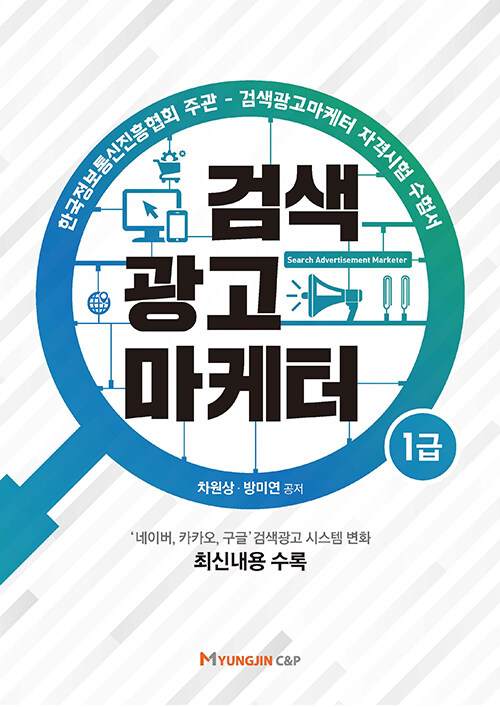 한국정보통신진흥협회 주관 - 검색광고마케터 자격시험 수험서
검색
Search Advertisement Marketer
광고
마케터
1급
차원상 · 방미연 공저
‘네이버, 카카오, 구글’ 검색광고 시스템 변화
최신내용 수록
MYUNGJIN C&P